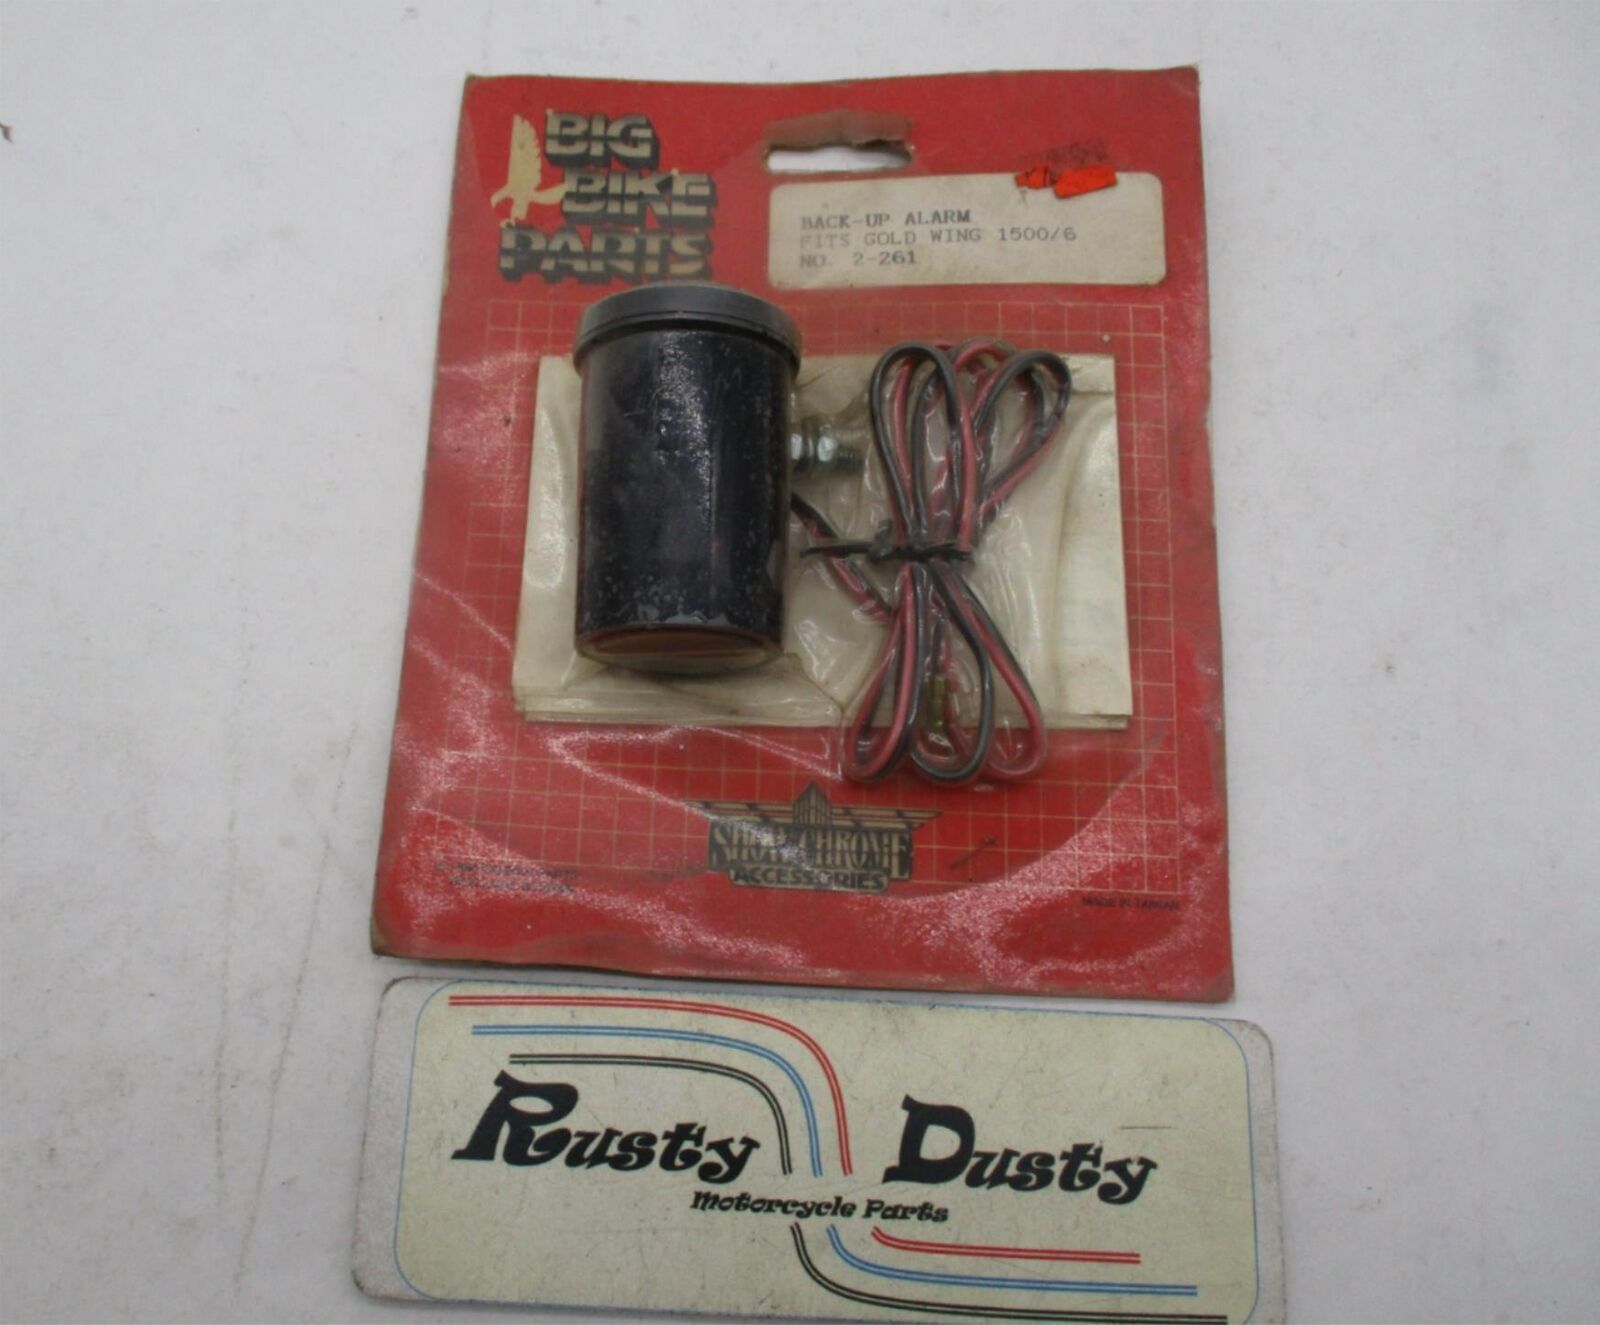 BIG
BIKE
PARTS
BACK-UP ALARM
FITS GOLD WING 1500/6
NO. 2-261
SHOW CHROME
ACCESSORIES
MADE IN TAIWAN
Rusty Dusty
Motorcycle Parts